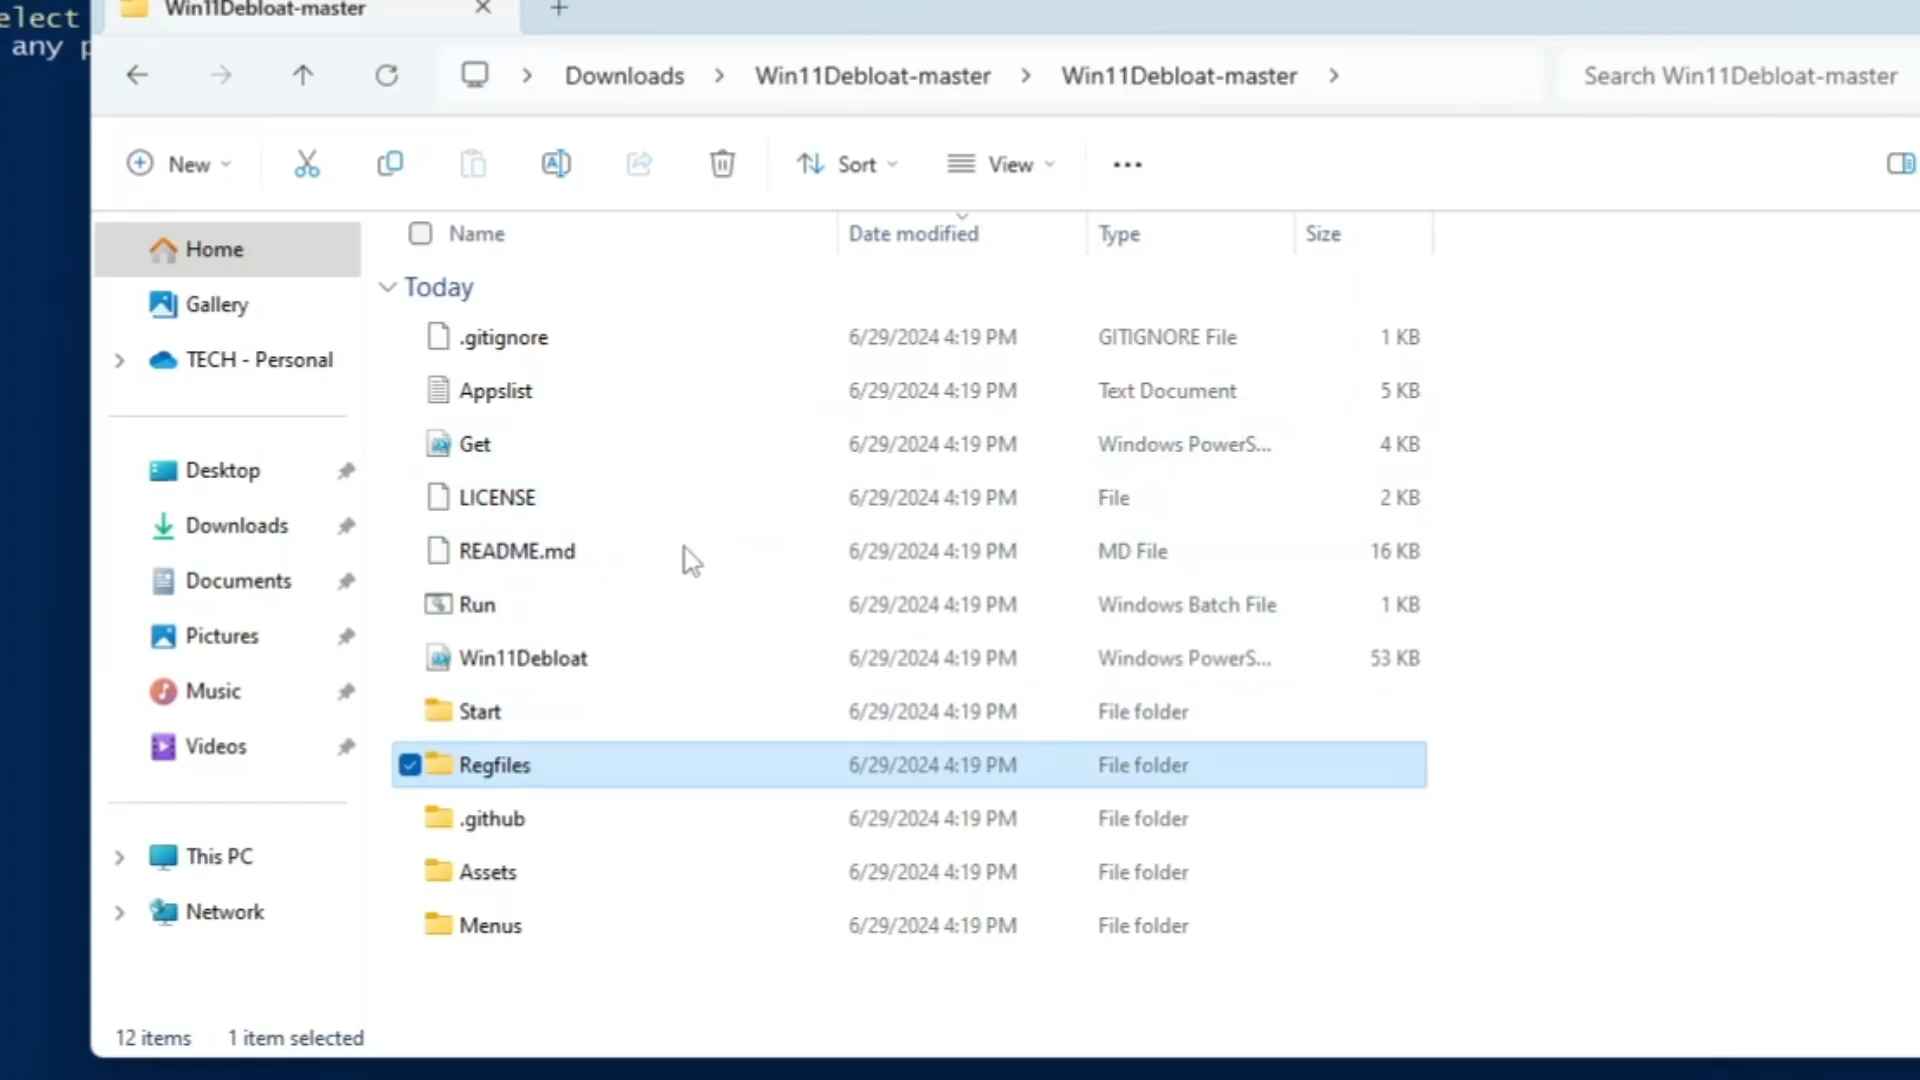 elect
any
Win11Debloat-master
Downloads Win11Debloat-master Win11Debloat-master Search Win11Debloat-master
New Sort View
Name Date modified Type Size
Home
Gallery
TECH - Personal
Desktop
Downloads
Documents
Pictures
Music
Videos
This PC
Network
Today
.gitignore 6/29/2024 4:19 PM GITIGNORE File 1 KB
Appslist 6/29/2024 4:19 PM Text Document 5 KB
Get 6/29/2024 4:19 PM Windows PowerS... 4 KB
LICENSE 6/29/2024 4:19 PM File 2 KB
README.md 6/29/2024 4:19 PM MD File 16 KB
Run 6/29/2024 4:19 PM Windows Batch File 1 KB
Win11Debloat 6/29/2024 4:19 PM Windows PowerS... 53 KB
Start 6/29/2024 4:19 PM File folder
Regfiles 6/29/2024 4:19 PM File folder
.github 6/29/2024 4:19 PM File folder
Assets 6/29/2024 4:19 PM File folder
Menus 6/29/2024 4:19 PM File folder
12 items 1 item selected